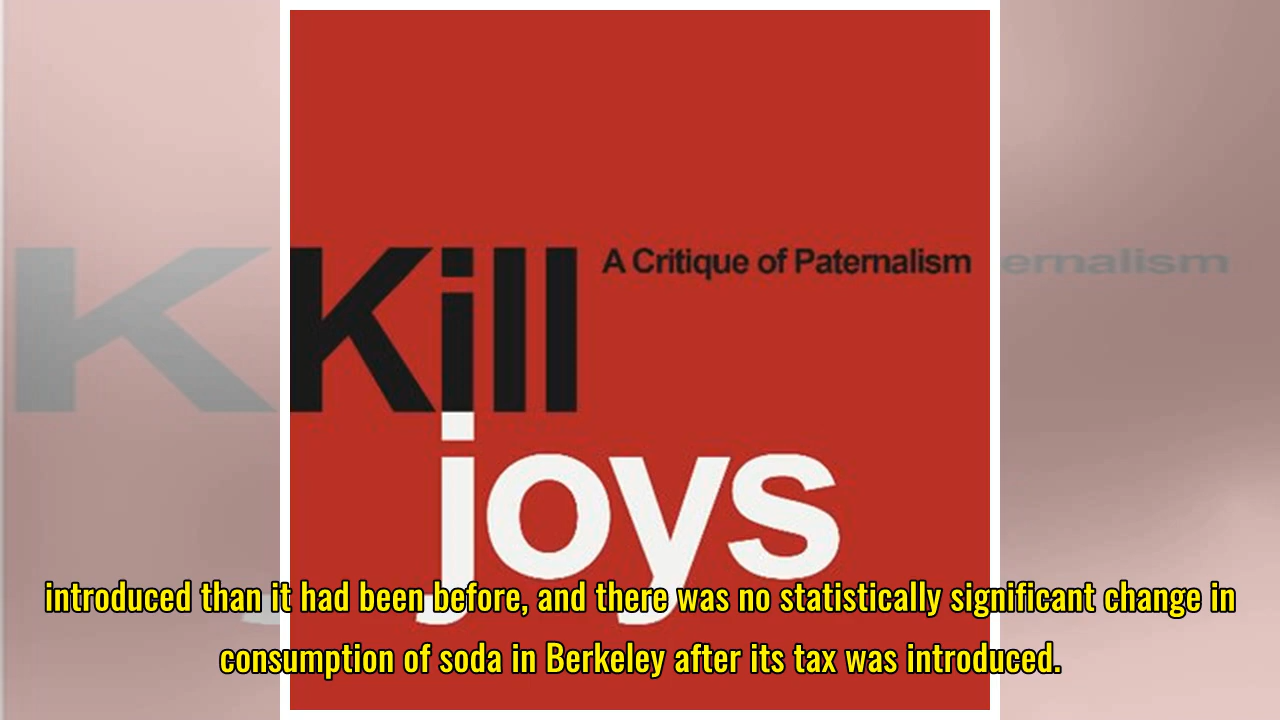 Kill
A Critique of Paternalism
joys
introduced than it had been before, and there was no statistically significant change in
consumption of soda in Berkeley after its tax was introduced.